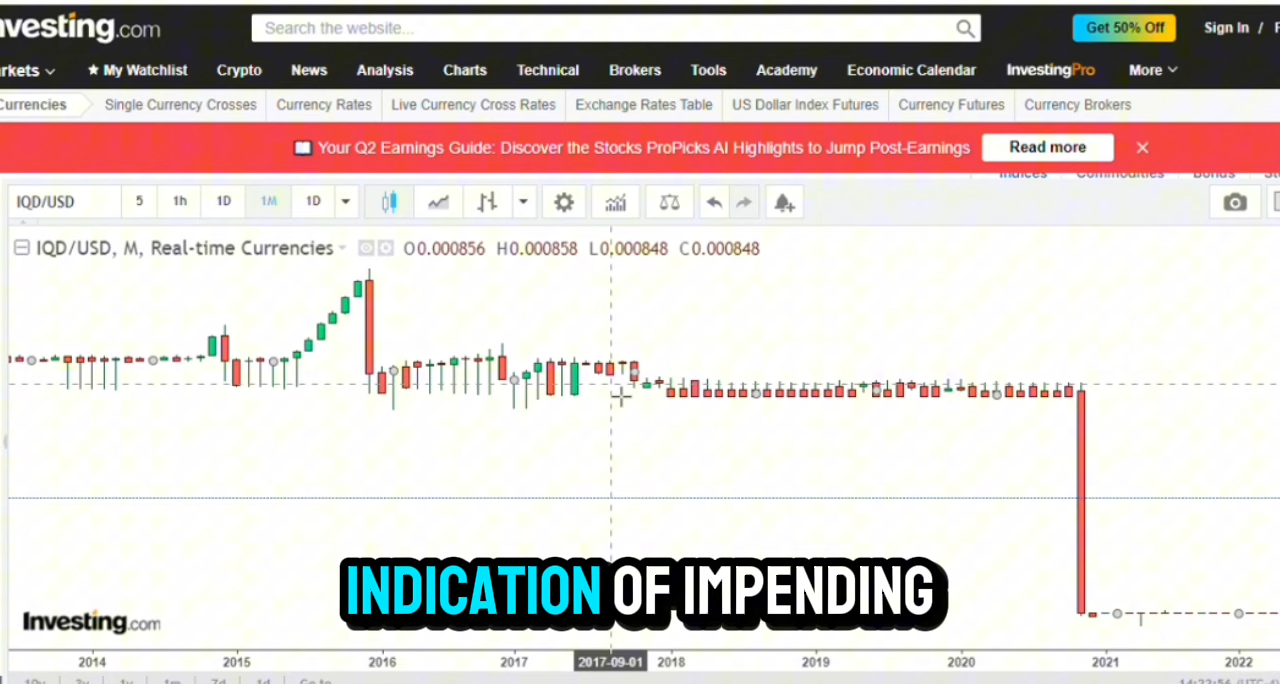 nvesting.com Search the website... Get 50% Off Sign In /
rkets My Watchlist Crypto News Analysis Charts Technical Brokers Tools Academy Economic Calendar InvestingPro More
Currencies Single Currency Crosses Currency Rates Live Currency Cross Rates Exchange Rates Table US Dollar Index Futures Currency Futures Currency Brokers
Your Q2 Earnings Guide: Discover the Stocks ProPicks AI Highlights to Jump Post-Earnings Read more
Indices Commodities Bonds
IQD/USD 5 1h 1D 1M 1D
IQD/USD, M, Real-time Currencies O0.000856 H0.000858 L0.000848 C0.000848
INDICATION OF IMPENDING
Investing.com
2014 2015 2016 2017 2017-09-01 2018 2019 2020 2021 2022